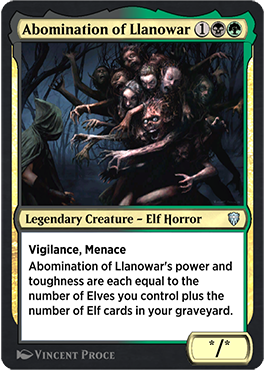 Abomination of Llanowar 1
Legendary Creature – Elf Horror
Vigilance, Menace
Abomination of Llanowar's power and
toughness are each equal to the
number of Elves you control plus the
number of Elf cards in your graveyard.
*/*
Vincent Proce